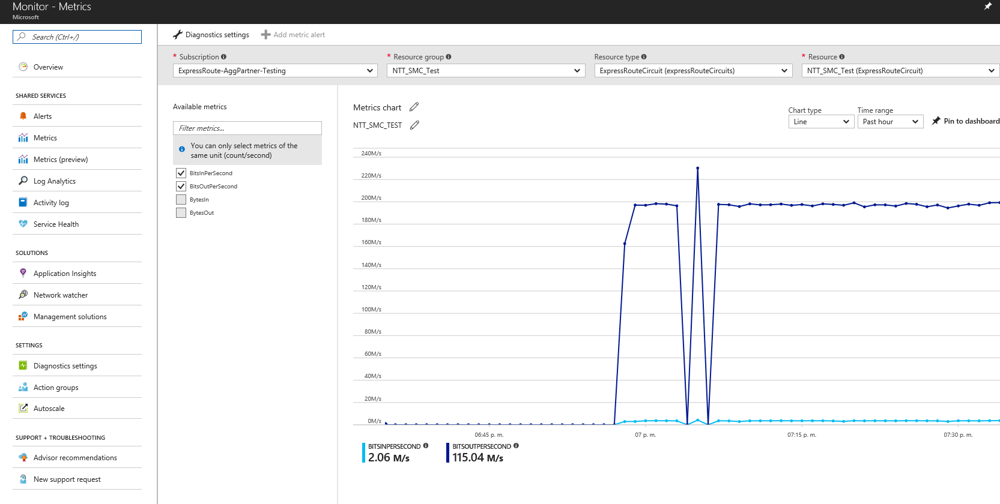 Monitor - Metrics
Microsoft
Search (Ctrl+/)
Overview
SHARED SERVICES
Alerts
Metrics
Metrics (preview)
Log Analytics
Activity log
Service Health
SOLUTIONS
Application Insights
Network watcher
Management solutions
SETTINGS
Diagnostics settings
Action groups
Autoscale
SUPPORT + TROUBLESHOOTING
Advisor recommendations
New support request
Diagnostics settings
Add metric alert
* Subscription
ExpressRoute-AggPartner-Testing
* Resource group
NTT_SMC_Test
Resource type
ExpressRouteCircuit (expressRouteCircuits)
* Resource
NTT_SMC_Test (ExpressRouteCircuit)
Available metrics
Filter metrics...
You can only select metrics of the
same unit (count/second)
BitsInPerSecond
BitsOutPerSecond
BytesIn
BytesOut
Metrics chart
NTT_SMC_TEST
Chart type
Line
Time range
Past hour
Pin to dashboard
240M/s
220M/s
200M/s
180M/s
160M/s
140M/s
120M/s
100M/s
80M/s
60M/s
40M/s
20M/s
0M/s
06:45 p. m.
07 p. m.
07:15 p. m.
07:30 p. m.
BITSINPERSECOND
2.06 M/s
BITSOUTPERSECOND
115.04 M/s